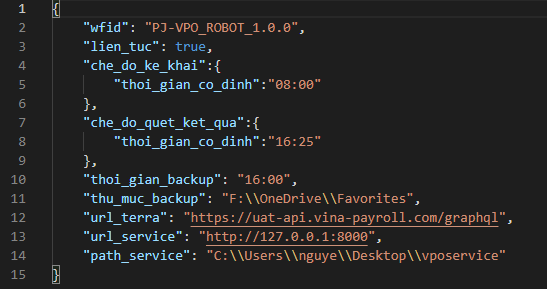 1 {
2 "wfid": "PJ-VPO_ROBOT_1.0.0",
3 "lien_tuc": true,
4 "che_do_ke_khai":{
5 "thoi_gian_co_dinh":"08:00"
6 },
7 "che_do_quet_ket_qua":{
8 "thoi_gian_co_dinh":"16:25"
9 },
10 "thoi_gian_backup": "16:00",
11 "thu_muc_backup": "F:\\OneDrive\\Favorites",
12 "url_terra": "https://uat-api.vina-payroll.com/graphql",
13 "url_service": "http://127.0.0.1:8000",
14 "path_service": "C:\\Users\\nguye\\Desktop\\vposervice"
15 }